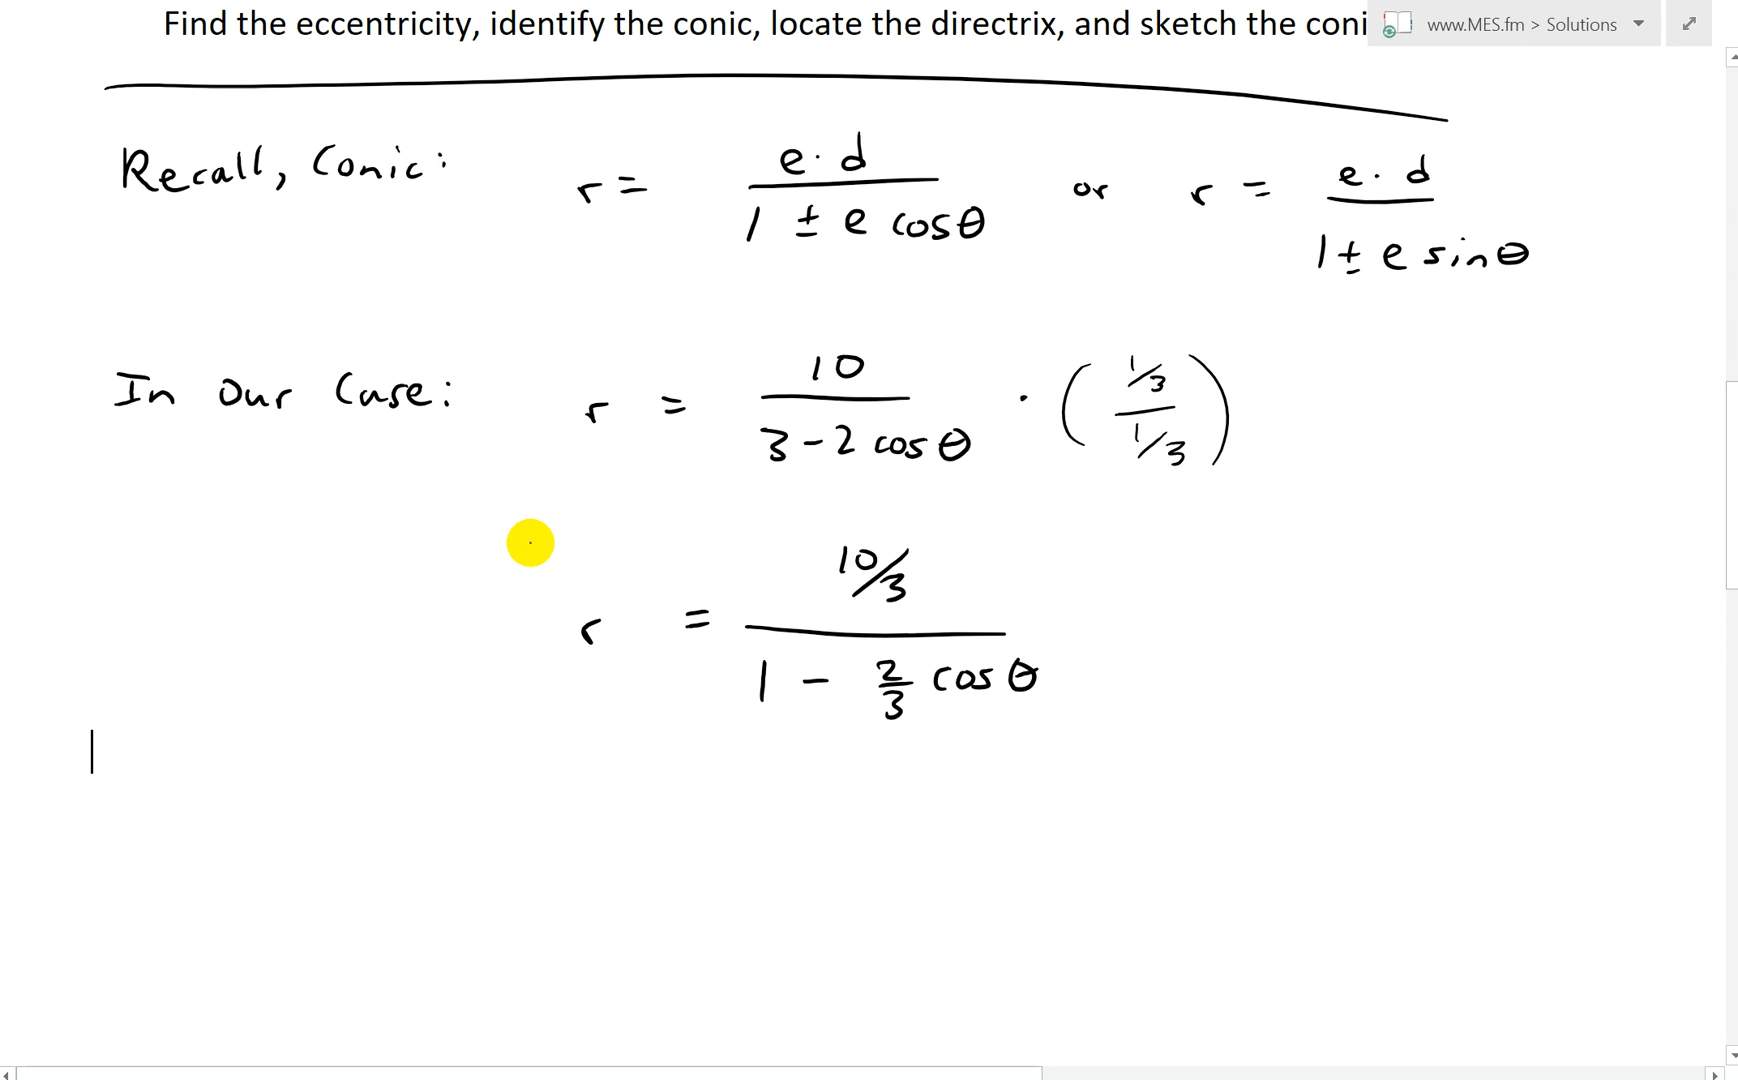 Find the eccentricity, identify the conic, locate the directrix, and sketch the coni
www.MES.fm > Solutions
Recall, Conic: r = e · d / 1 ± e cosθ or r = e · d / 1 ± e sinθ
In Our Case: r = 10 / 3 - 2 cosθ · ( 1/3 / 1/3 )
r = 10/3 / 1 - 2/3 cosθ